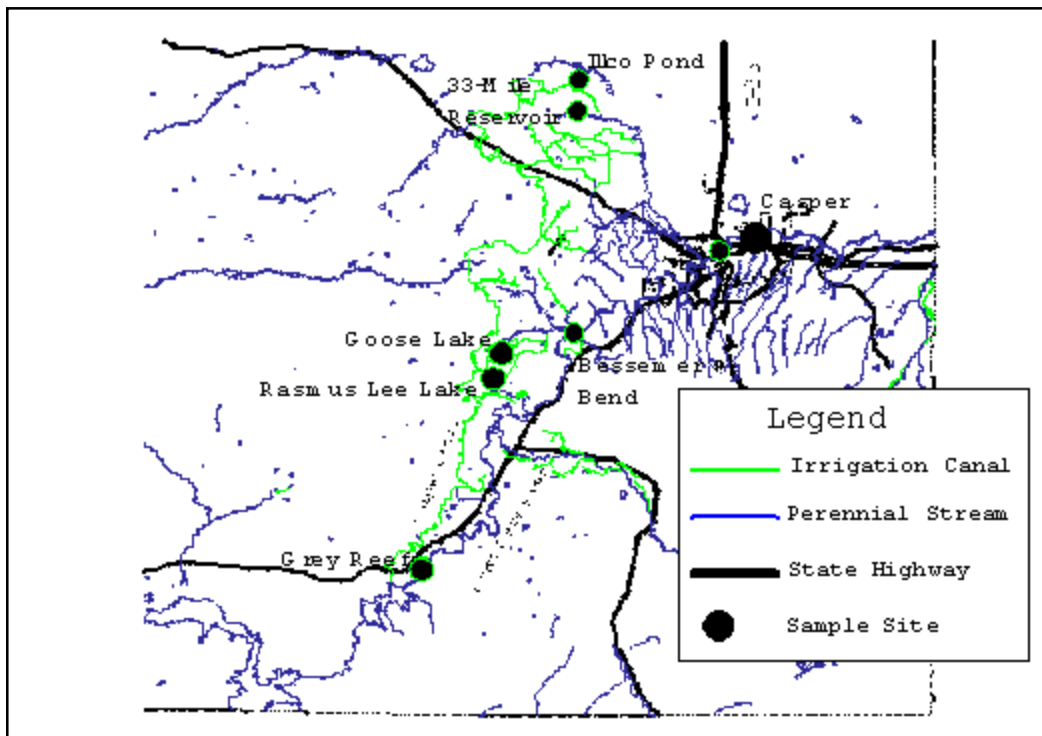 Illco Pond
33-Mile
Reservoir
Casper
Goose Lake
Bessemer
Rasmus Lee Lake
Bend
Legend
Irrigation Canal
Perennial Stream
Grey Reef
State Highway
Sample Site